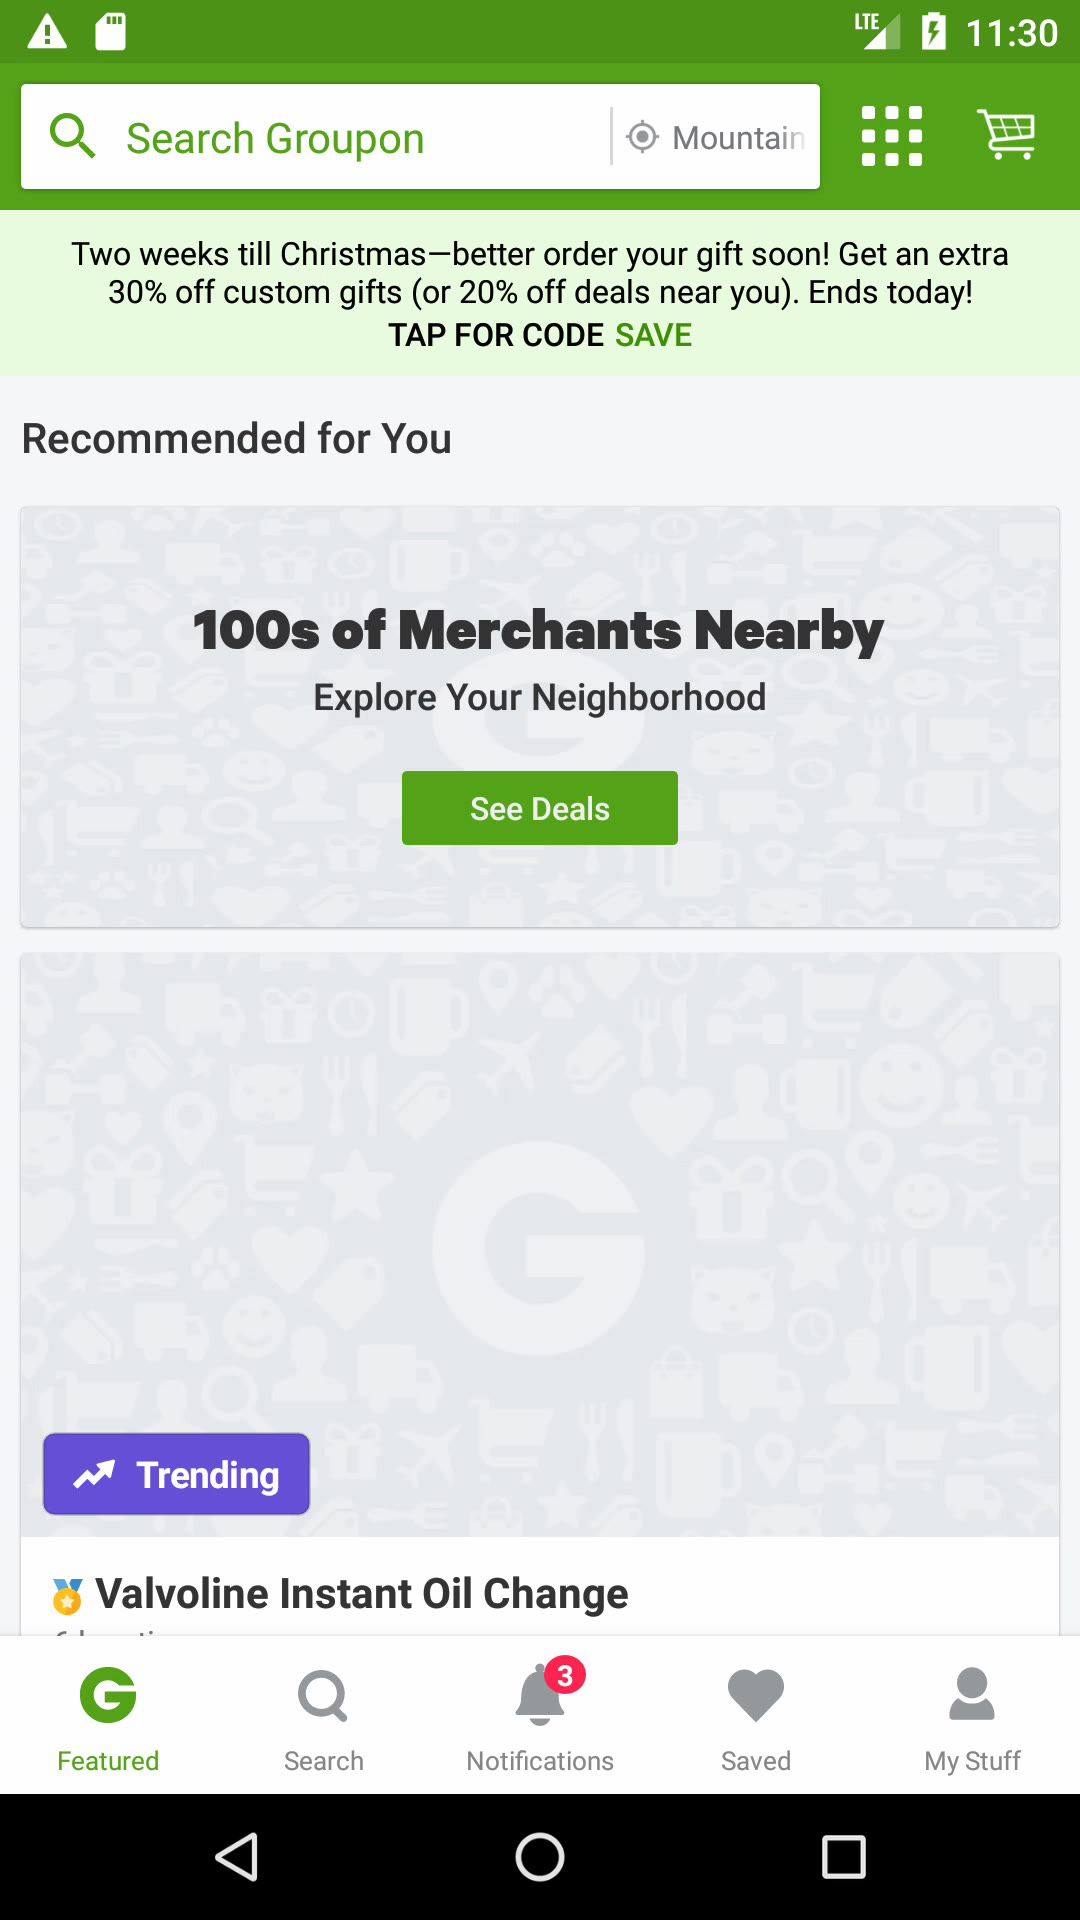 LTE 11:30
Search Groupon Mountain
Two weeks till Christmas—better order your gift soon! Get an extra
30% off custom gifts (or 20% off deals near you). Ends today!
TAP FOR CODE SAVE
Recommended for You
100s of Merchants Nearby
Explore Your Neighborhood
See Deals
G
Trending
Valvoline Instant Oil Change
3
Featured Search Notifications Saved My Stuff